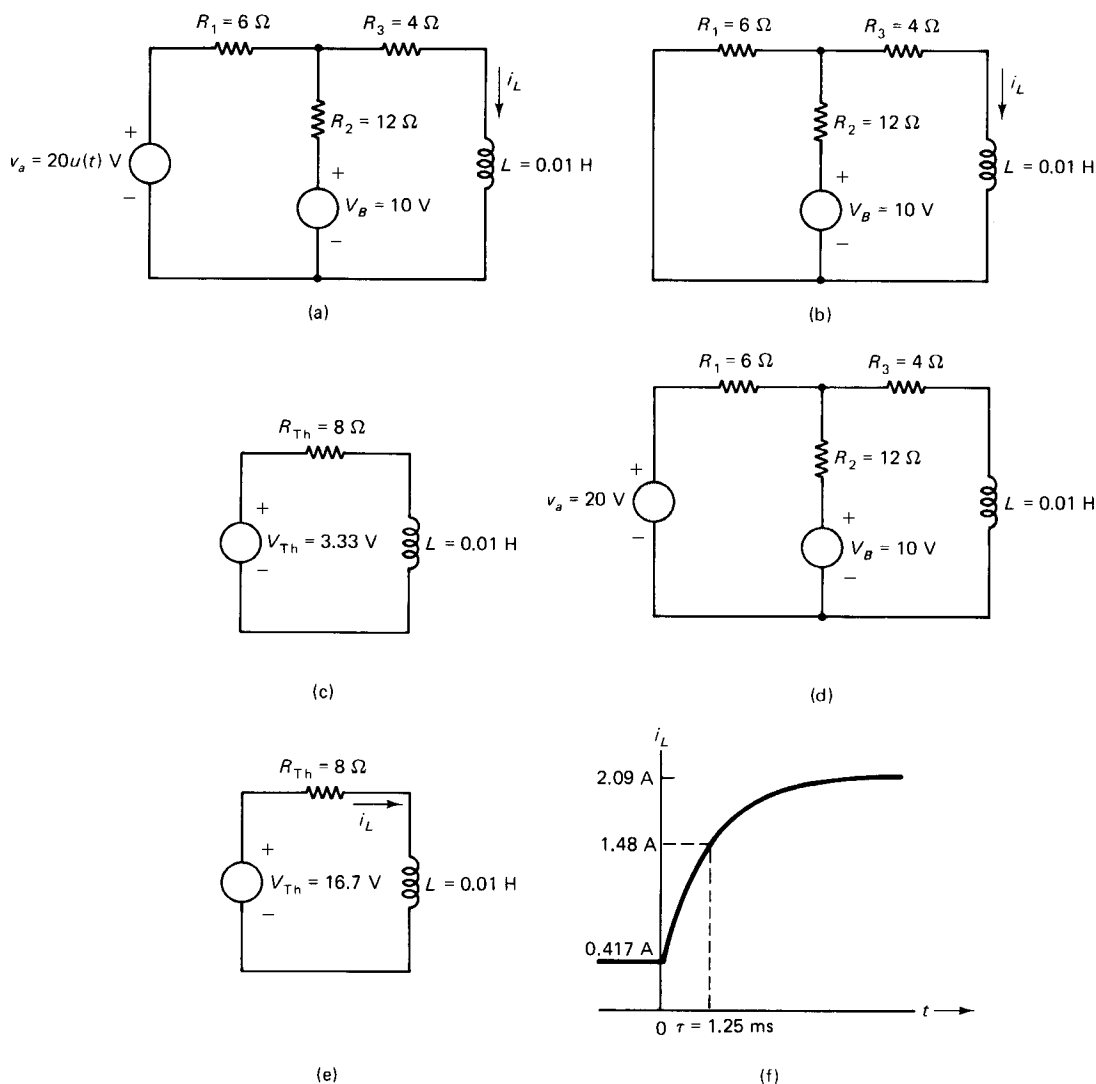 R1 = 6 Ω
R3 = 4 Ω
iL
R2 = 12 Ω
+
va = 20u(t) V
−
+
VB = 10 V
−
L = 0.01 H
(a)
R1 = 6 Ω
R3 = 4 Ω
iL
R2 = 12 Ω
+
VB = 10 V
−
L = 0.01 H
(b)
RTh = 8 Ω
+
VTh = 3.33 V
−
L = 0.01 H
(c)
R1 = 6 Ω
R3 = 4 Ω
R2 = 12 Ω
+
va = 20 V
−
+
VB = 10 V
−
L = 0.01 H
(d)
RTh = 8 Ω
iL
+
VTh = 16.7 V
−
L = 0.01 H
(e)
iL
2.09 A
1.48 A
0.417 A
0 τ = 1.25 ms
t
(f)